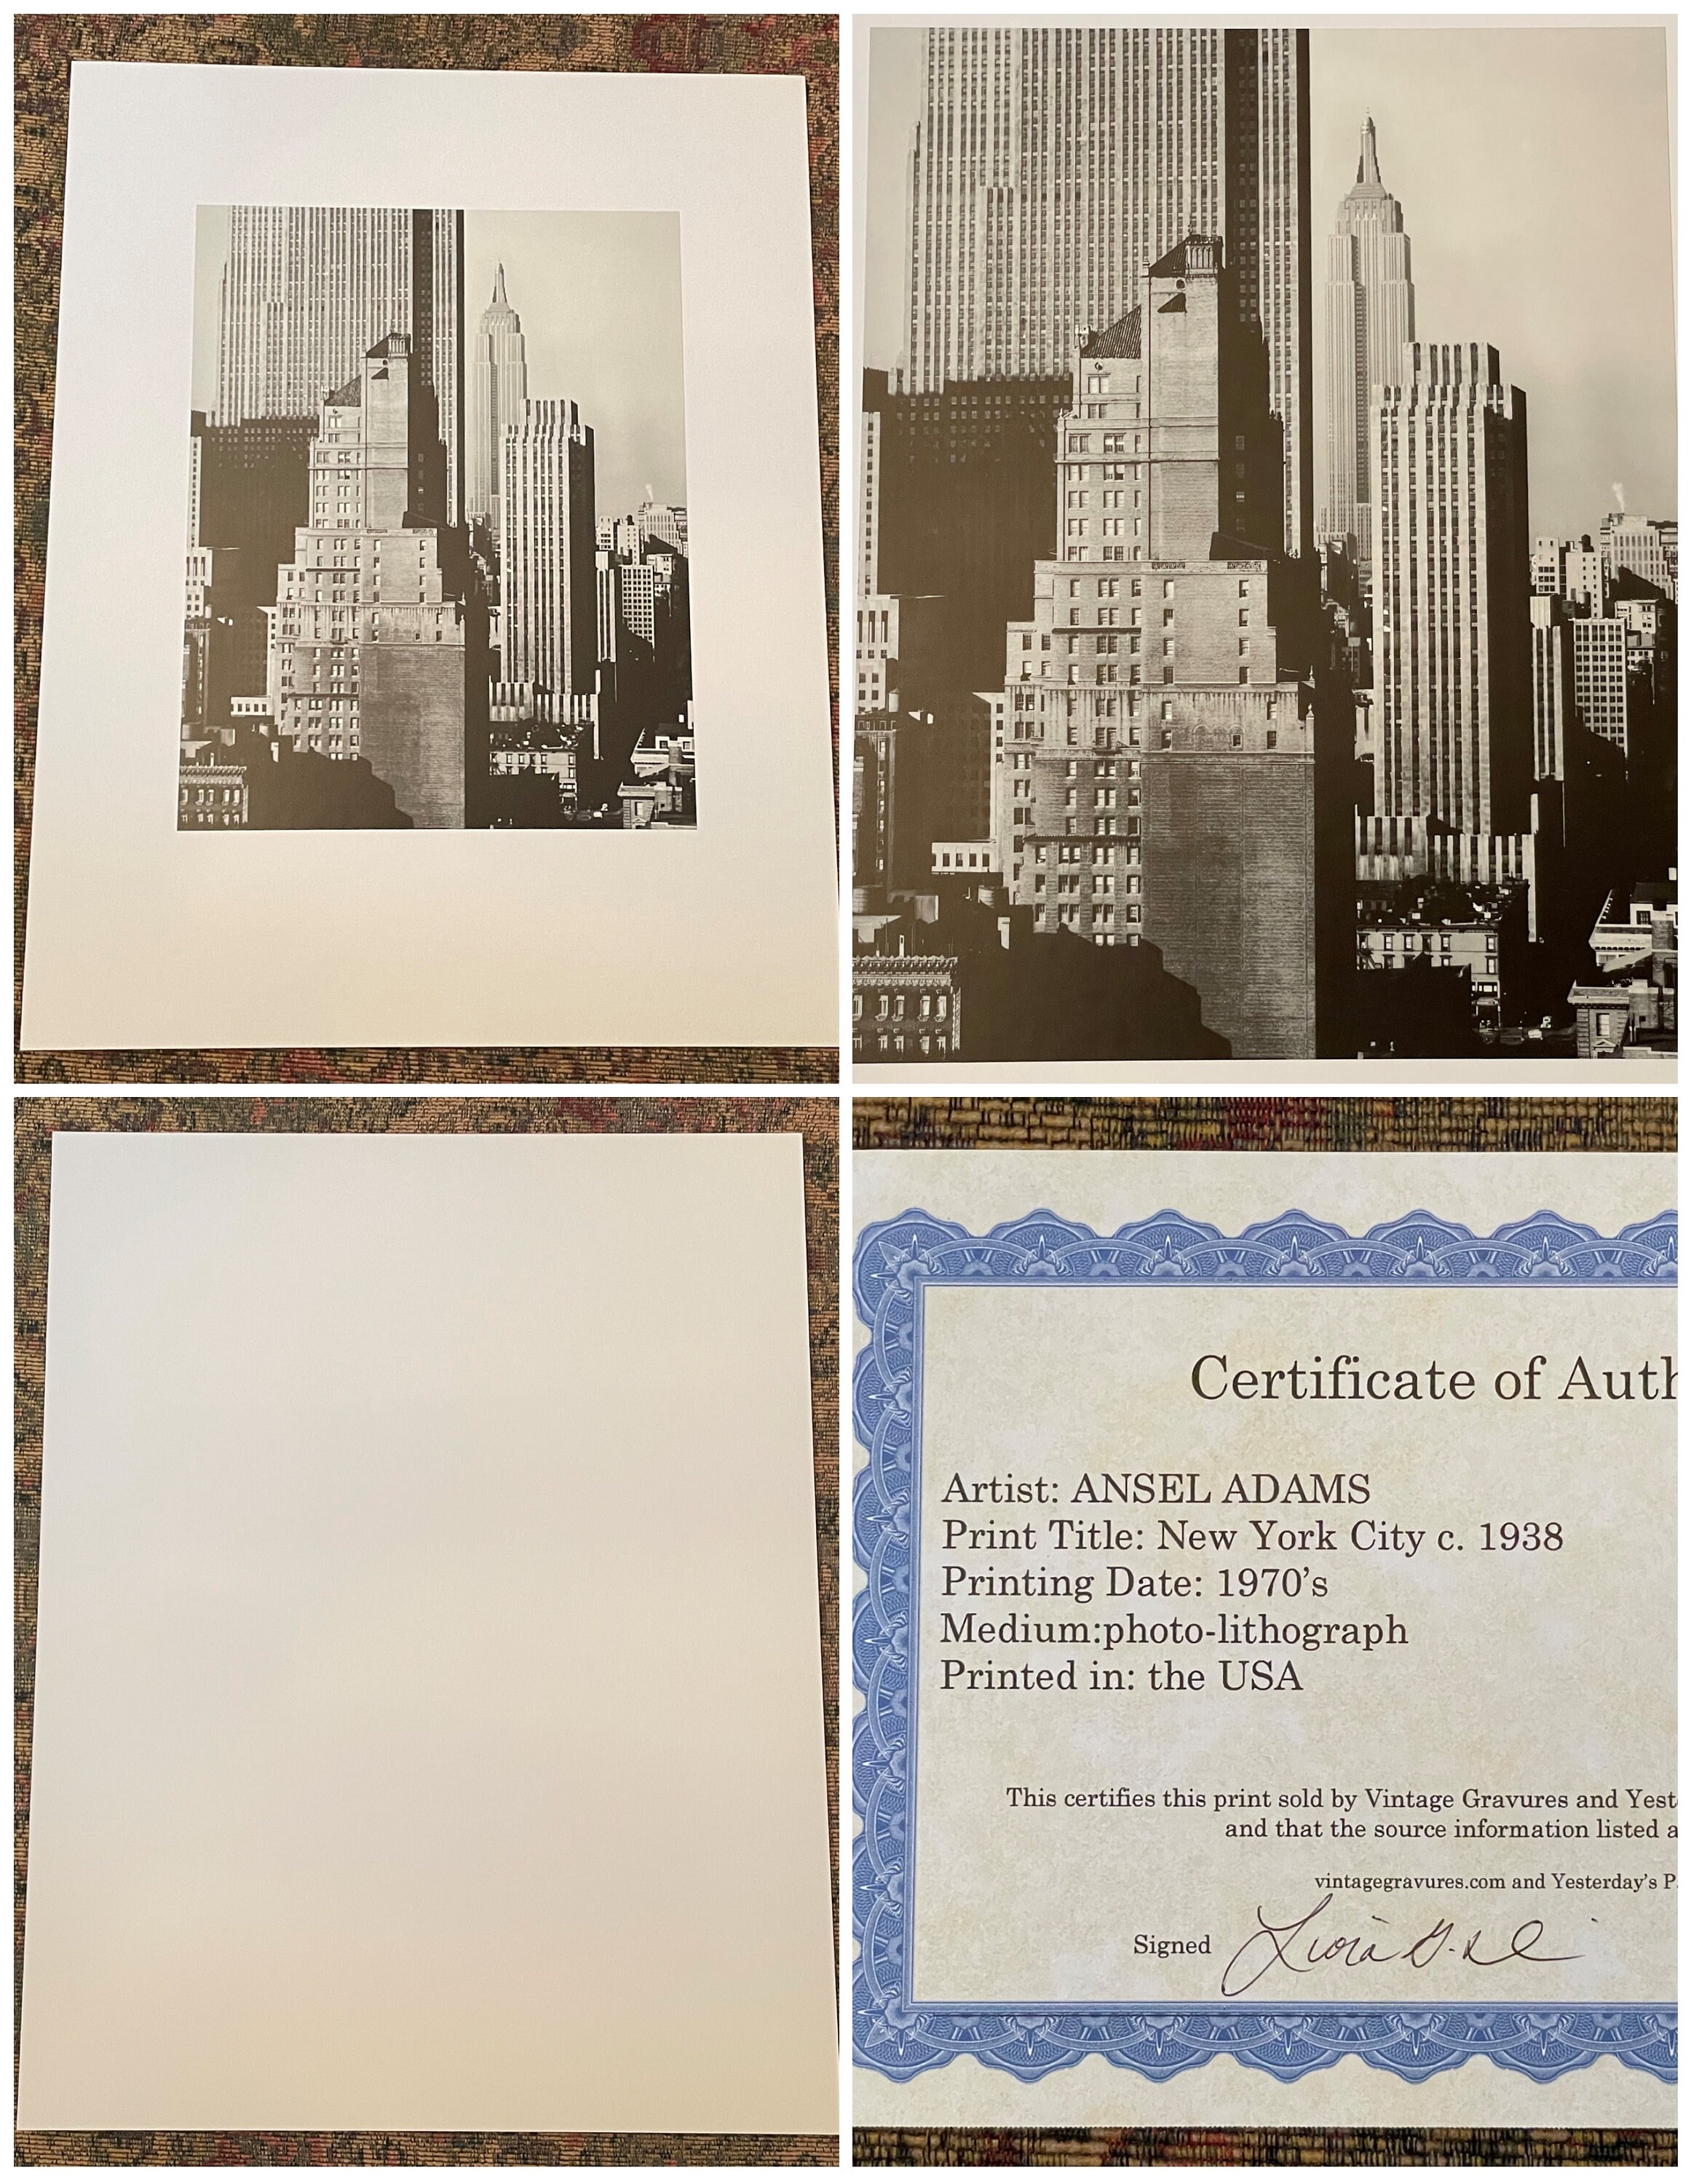 Certificate of Auth
Artist: ANSEL ADAMS
Print Title: New York City c. 1938
Printing Date: 1970's
Medium:photo-lithograph
Printed in: the USA
This certifies this print sold by Vintage Gravures and Yest
and that the source information listed a
vintagegravures.com and Yesterday's P
Signed